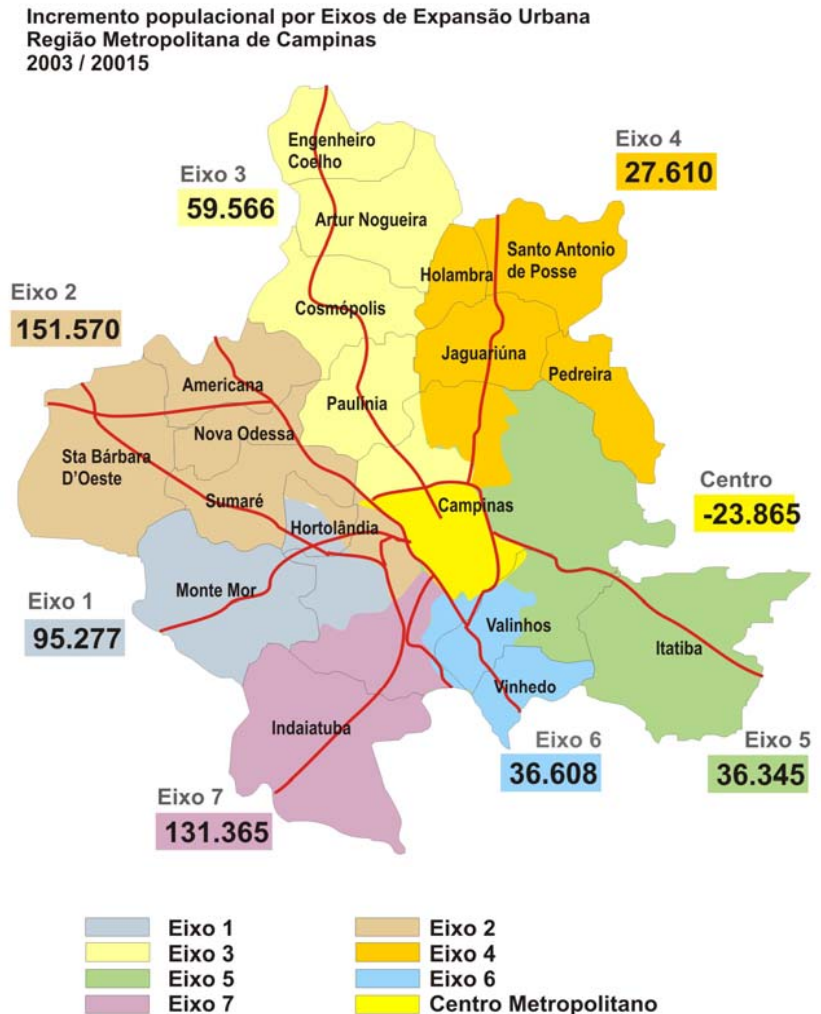 Incremento populacional por Eixos de Expansão Urbana
Região Metropolitana de Campinas
2003 / 20015
Eixo 4
27.610
Engenheiro
Coelho
Eixo 3
59.566
Artur Nogueira
Santo Antonio
de Posse
Holambra
Eixo 2
151.570
Cosmópolis
Jaguariúna
Pedreira
Americana
Paulínia
Nova Odessa
Sta Bárbara
D'Oeste
Centro
-23.865
Sumaré
Campinas
Hortolândia
Monte Mor
Eixo 1
95.277
Valinhos
Itatiba
Vinhedo
Indaiatuba
Eixo 6
36.608
Eixo 5
36.345
Eixo 7
131.365
Eixo 1
Eixo 2
Eixo 3
Eixo 4
Eixo 5
Eixo 6
Eixo 7
Centro Metropolitano